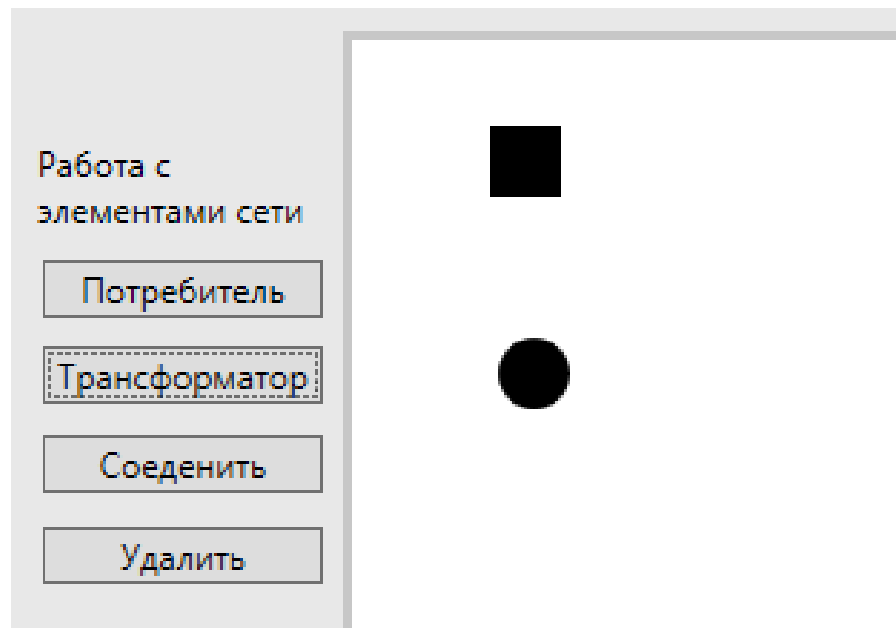 Работа с
элементами сети
Потребитель
Трансформатор
Соеденить
Удалить